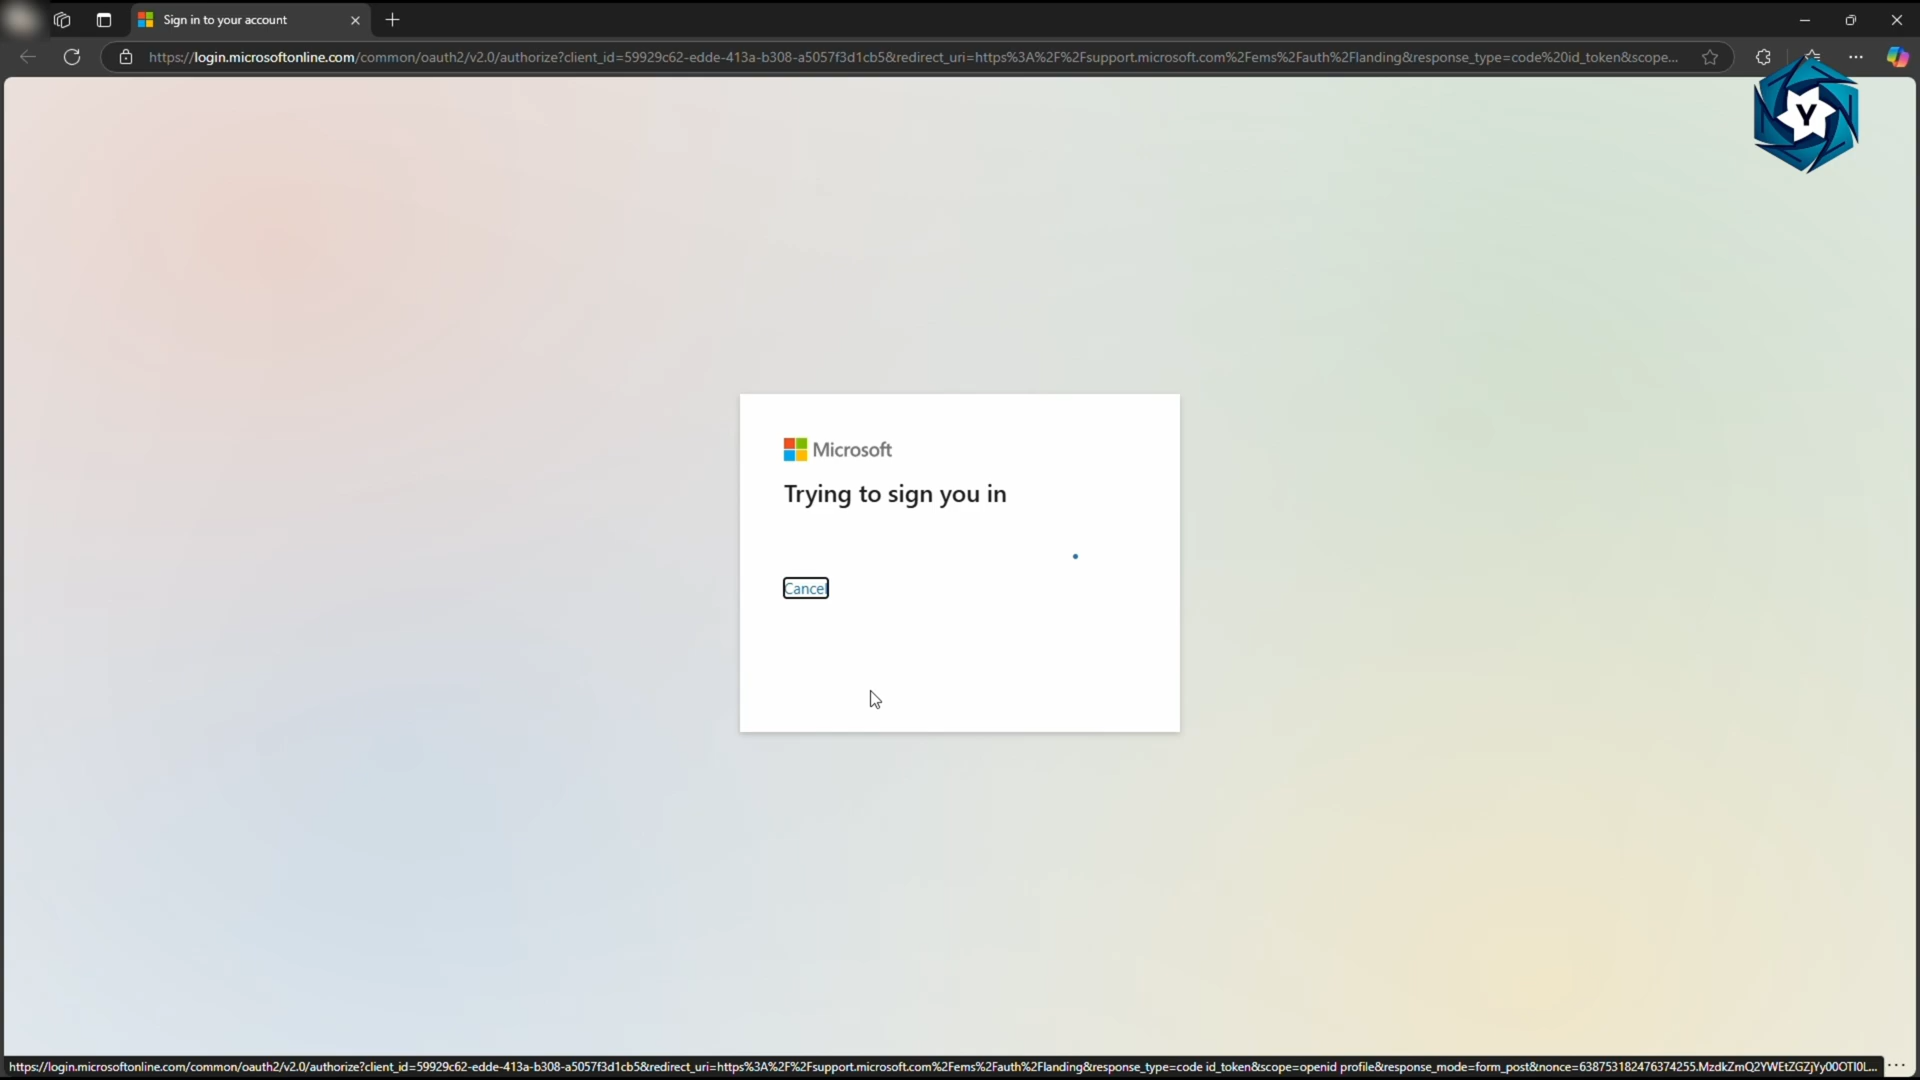 Sign in to your account
https://login.microsoftonline.com/common/oauth2/v2.0/authorize?client_id=59929c62-edde-413a-b308-a5057f3d1cb5&redirect_uri=https%3A%2F%2Fsupport.microsoft.com%2Fems%2Fauth%2Flanding&response_type=code%20id_token&scope...
Y
Microsoft
Trying to sign you in
Cancel
https://login.microsoftonline.com/common/oauth2/v2.0/authorize?client_id=59929c62-edde-413a-b308-a5057f3d1cb5&redirect_uri=https%3A%2F%2Fsupport.microsoft.com%2Fems%2Fauth%2Flanding&response_type=code id_token&scope=openid profile&response_mode=form_post&nonce=638753182476374255.MzdkZmQ2YWEtZGZjYy00OTI0L...